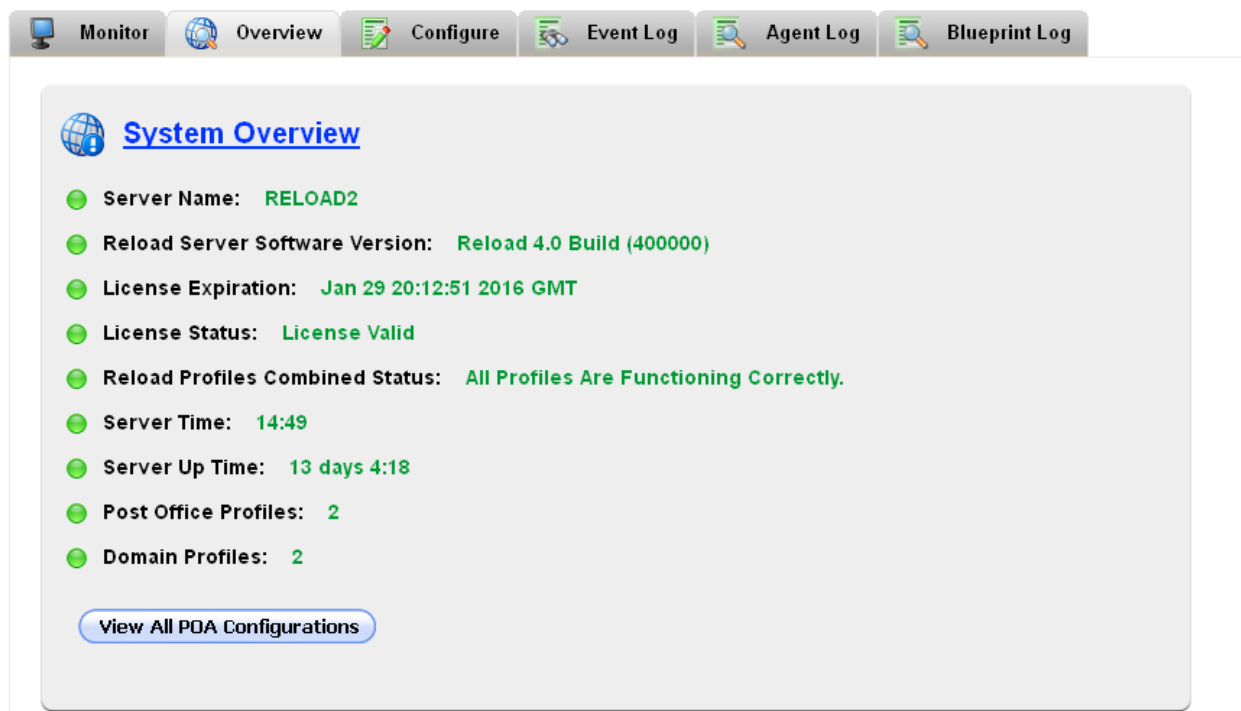 Monitor Overview Configure Event Log Agent Log Blueprint Log
System Overview
Server Name: RELOAD2
Reload Server Software Version: Reload 4.0 Build (400000)
License Expiration: Jan 29 20:12:51 2016 GMT
License Status: License Valid
Reload Profiles Combined Status: All Profiles Are Functioning Correctly.
Server Time: 14:49
Server Up Time: 13 days 4:18
Post Office Profiles: 2
Domain Profiles: 2
View All POA Configurations